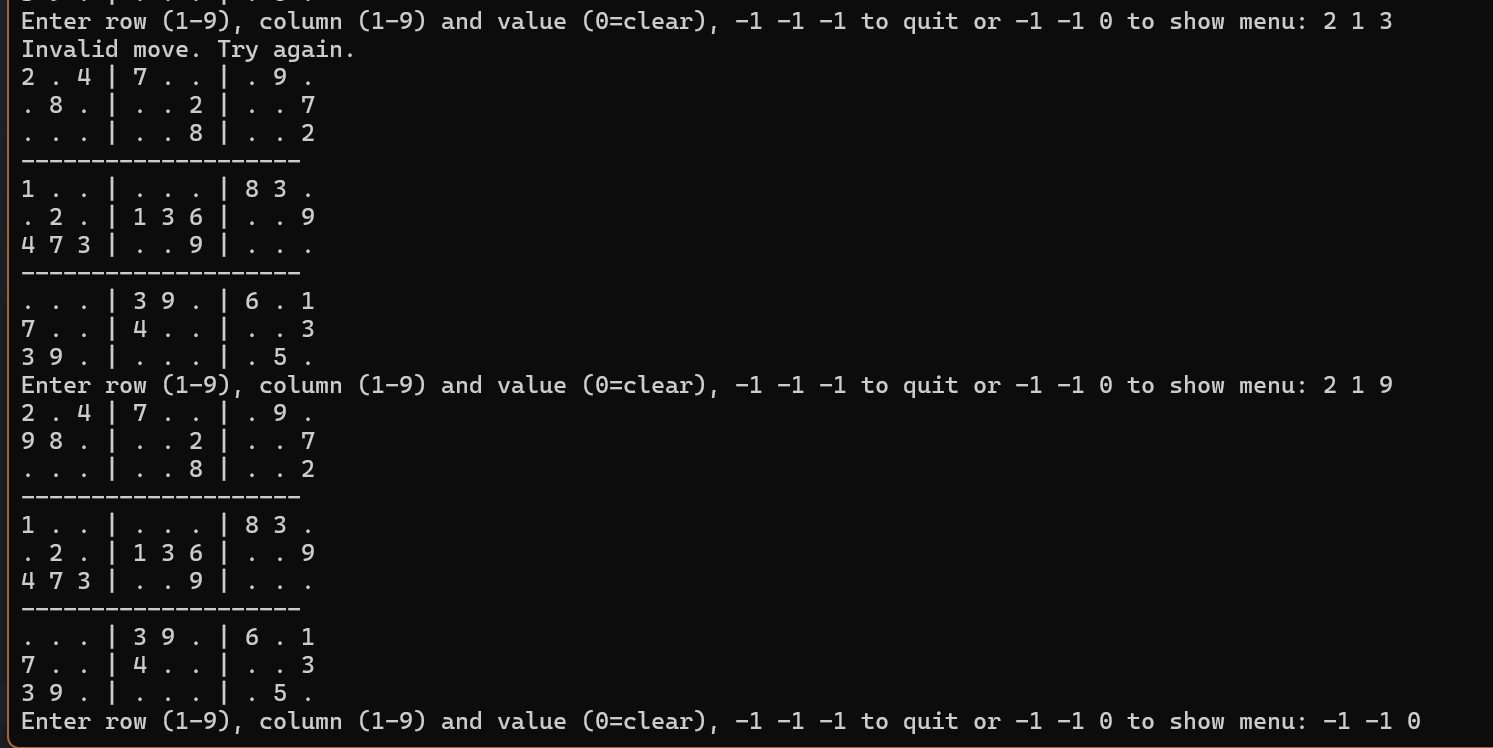 Enter row (1-9), column (1-9) and value (0=clear), -1 -1 -1 to quit or -1 -1 0 to show menu: 2 1 3
Invalid move. Try again.
2 . 4 | 7 . . | . 9 .
. 8 . | . . 2 | . . 7
. . . | . . 8 | . . 2
--------------------
1 . . | . . . | 8 3 .
. 2 . | 1 3 6 | . . 9
4 7 3 | . . 9 | . . .
--------------------
. . . | 3 9 . | 6 . 1
7 . . | 4 . . | . . 3
3 9 . | . . . | . 5 .
Enter row (1-9), column (1-9) and value (0=clear), -1 -1 -1 to quit or -1 -1 0 to show menu: 2 1 9
2 . 4 | 7 . . | . 9 .
9 8 . | . . 2 | . . 7
. . . | . . 8 | . . 2
--------------------
1 . . | . . . | 8 3 .
. 2 . | 1 3 6 | . . 9
4 7 3 | . . 9 | . . .
--------------------
. . . | 3 9 . | 6 . 1
7 . . | 4 . . | . . 3
3 9 . | . . . | . 5 .
Enter row (1-9), column (1-9) and value (0=clear), -1 -1 -1 to quit or -1 -1 0 to show menu: -1 -1 0